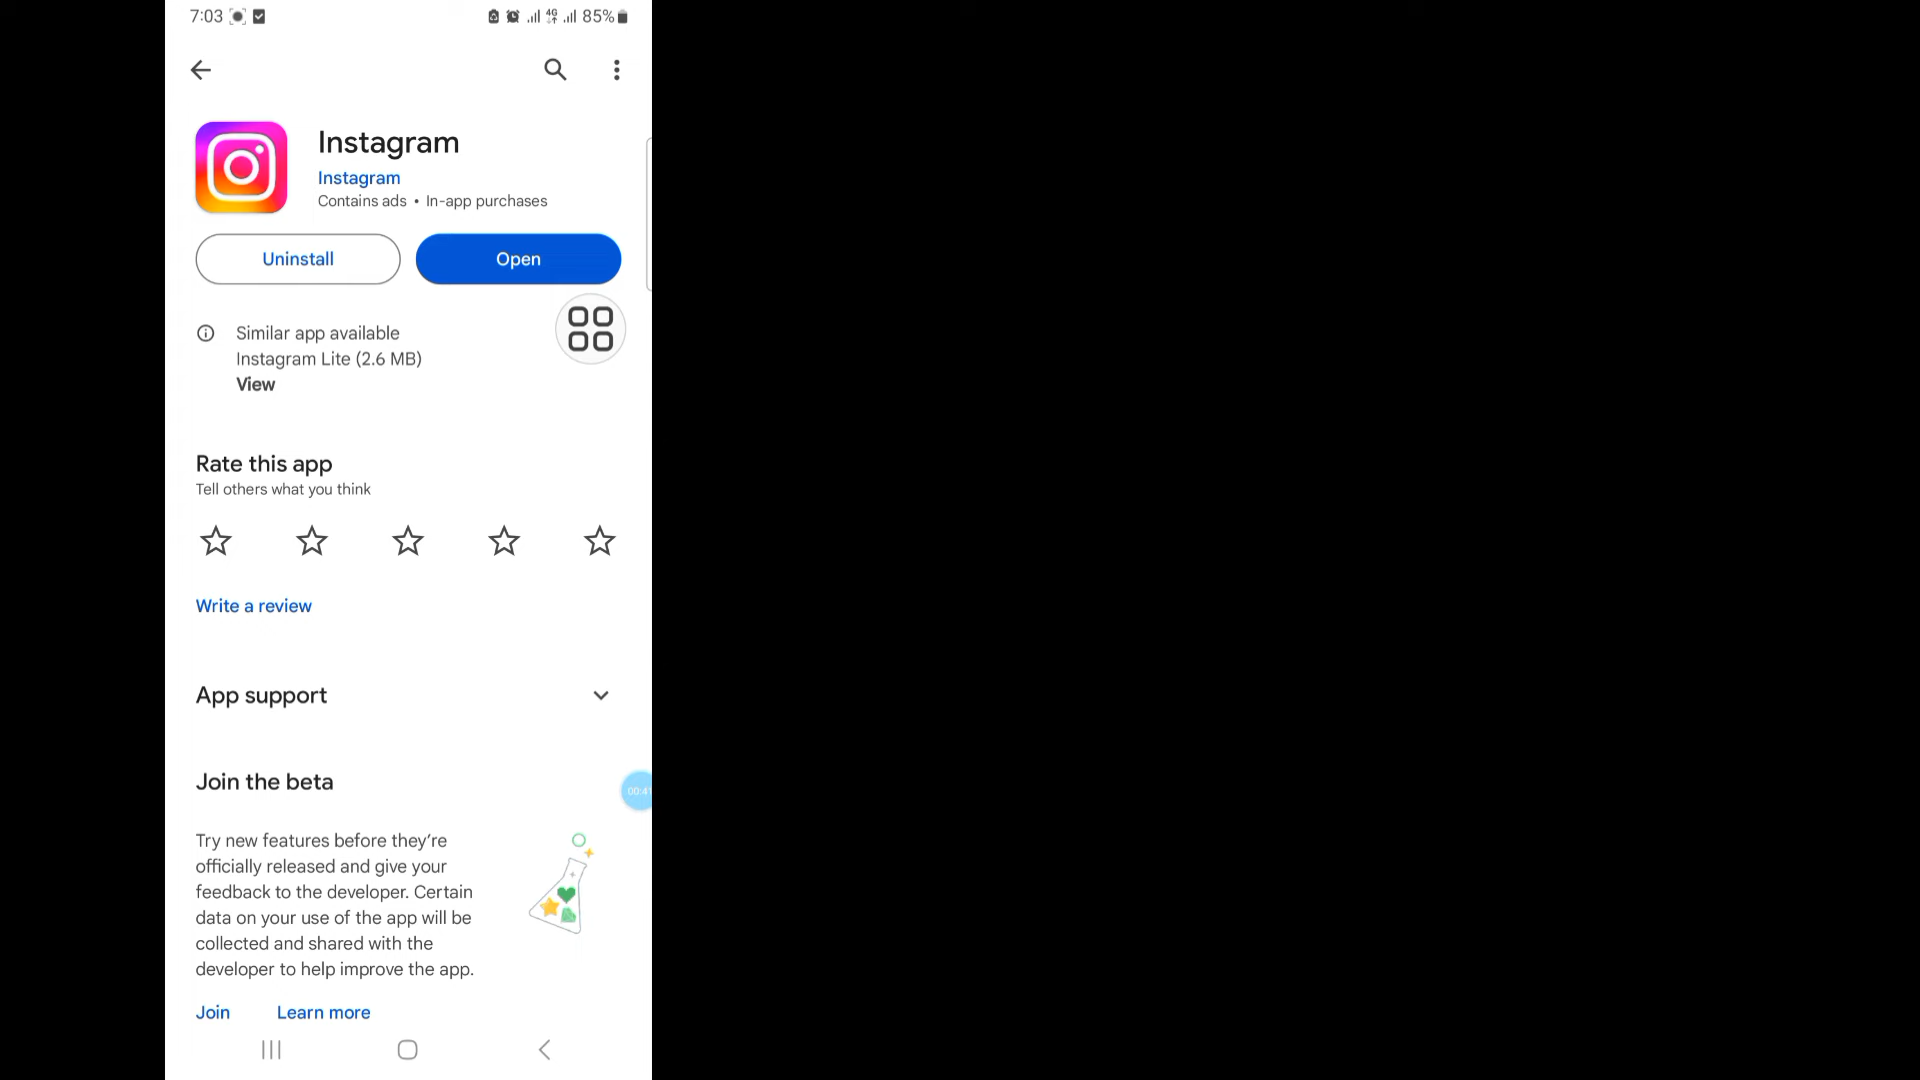 7:03 4G 85%
Instagram
Instagram
Contains ads • In-app purchases
Uninstall Open
Similar app available
Instagram Lite (2.6 MB)
View
Rate this app
Tell others what you think
Write a review
App support
Join the beta
00:41
Try new features before they’re
officially released and give your
feedback to the developer. Certain
data on your use of the app will be
collected and shared with the
developer to help improve the app.
Join Learn more